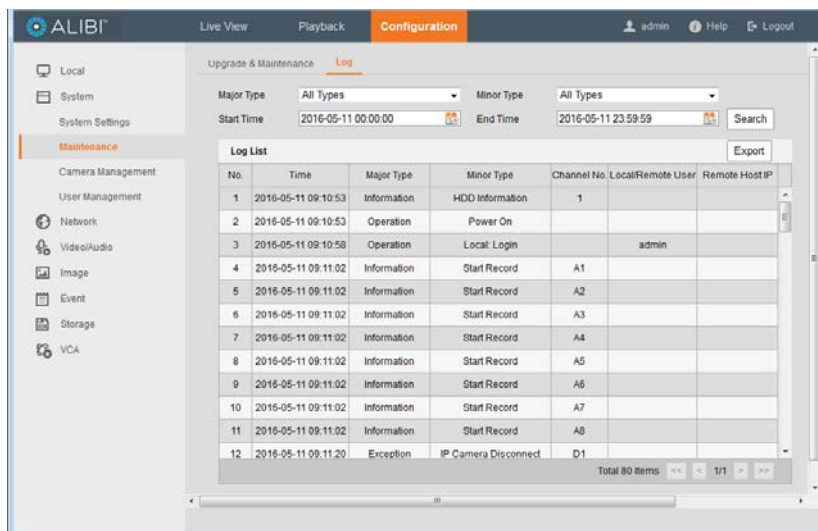 ALIBI™ Live View Playback Configuration admin Help Logout
Local
System
System Settings
Maintenance
Camera Management
User Management
Network
Video/Audio
Image
Event
Storage
VCA
Upgrade & Maintenance Log
Major Type All Types Minor Type All Types
Start Time 2016-05-11 00:00:00 End Time 2016-05-11 23:59:59 Search
Log List Export
No. Time Major Type Minor Type Channel No. Local/Remote User Remote Host IP
1 2016-05-11 09:10:53 Information HDD Information 1
2 2016-05-11 09:10:53 Operation Power On
3 2016-05-11 09:10:58 Operation Local: Login admin
4 2016-05-11 09:11:02 Information Start Record A1
5 2016-05-11 09:11:02 Information Start Record A2
6 2016-05-11 09:11:02 Information Start Record A3
7 2016-05-11 09:11:02 Information Start Record A4
8 2016-05-11 09:11:02 Information Start Record A5
9 2016-05-11 09:11:02 Information Start Record A6
10 2016-05-11 09:11:02 Information Start Record A7
11 2016-05-11 09:11:02 Information Start Record A8
12 2016-05-11 09:11:20 Exception IP Camera Disconnect D1
Total 80 Items << < 1/1 > >>